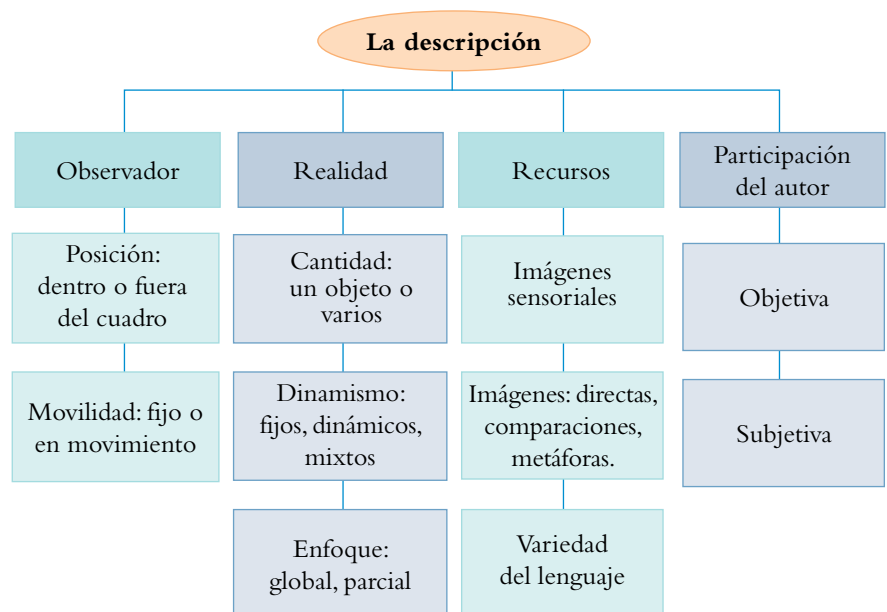 La descripción
Observador
Realidad
Recursos
Participación
del autor
Posición:
dentro o fuera
del cuadro
Cantidad:
un objeto o
varios
Imágenes
sensoriales
Objetiva
Movilidad: fijo o
en movimiento
Dinamismo:
fijos, dinámicos,
mixtos
Imágenes: directas,
comparaciones,
metáforas.
Subjetiva
Enfoque:
global, parcial
Variedad
del lenguaje